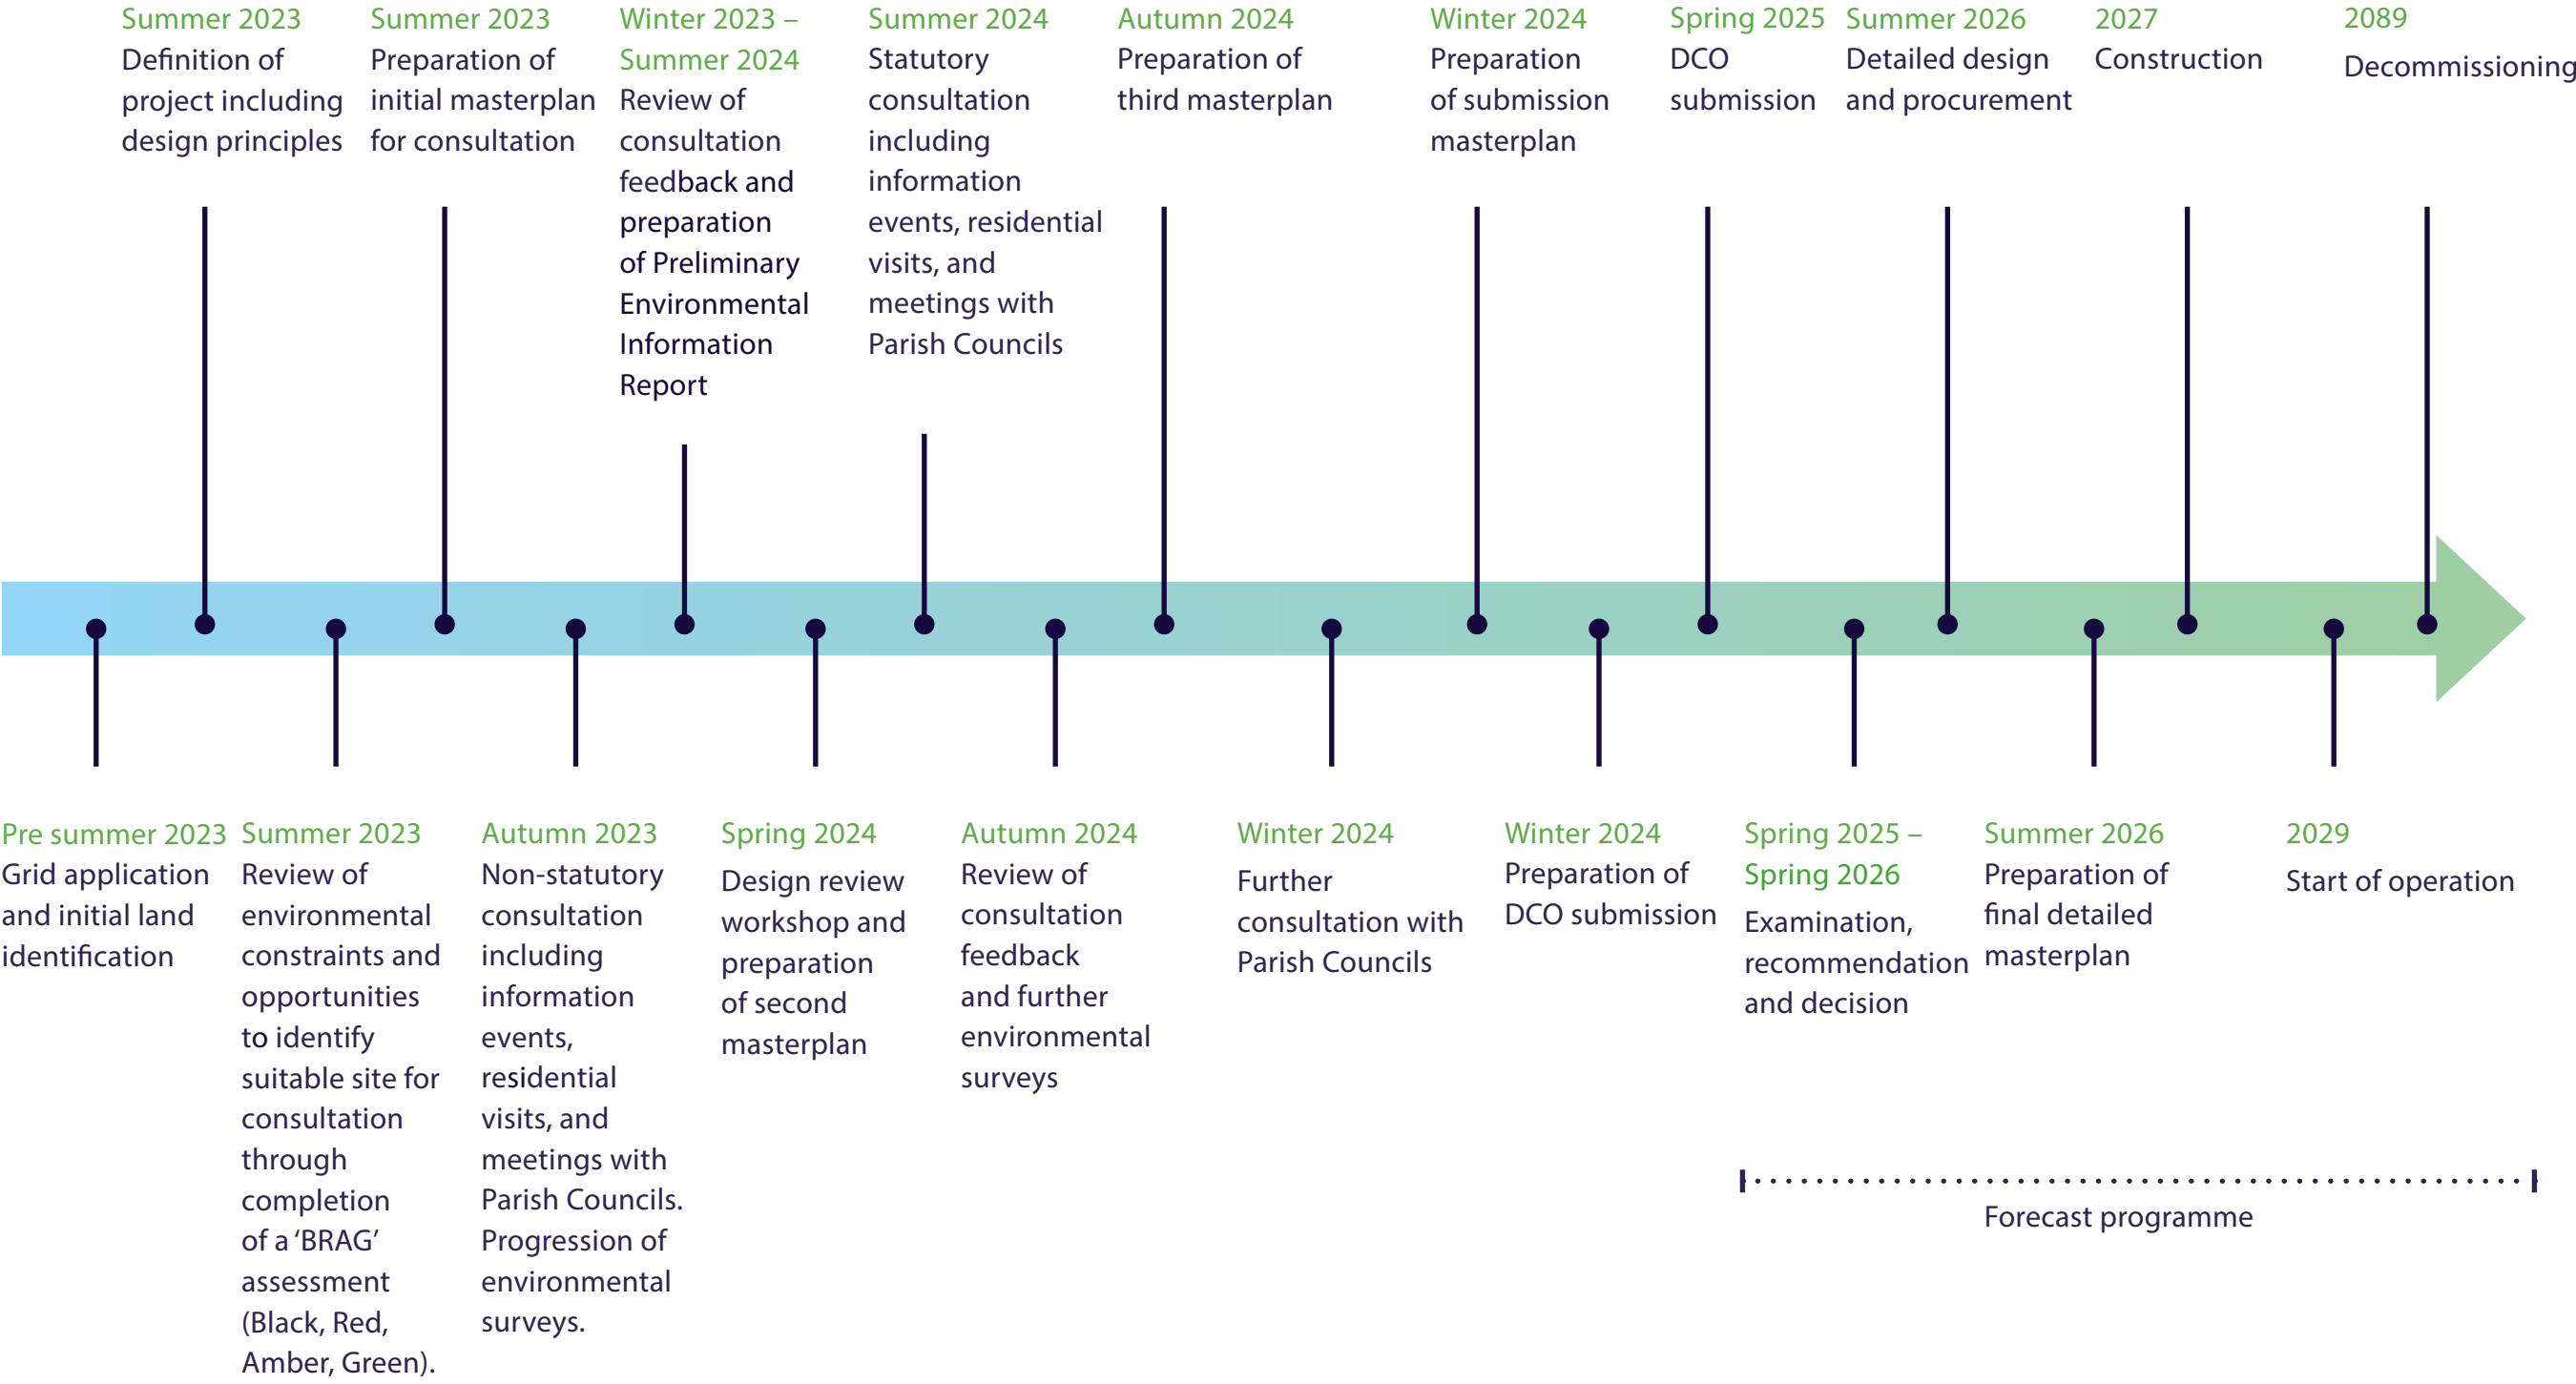 Summer 2023
Definition of
project including
design principles
Summer 2023
Preparation of
initial masterplan
for consultation
Winter 2023 –
Summer 2024
Review of
consultation
feedback and
preparation
of Preliminary
Environmental
Information
Report
Summer 2024
Statutory
consultation
including
information
events, residential
visits, and
meetings with
Parish Councils
Autumn 2024
Preparation of
third masterplan
Winter 2024
Preparation
of submission
masterplan
Spring 2025
DCO
submission
Summer 2026
Detailed design
and procurement
2027
Construction
2089
Decommissioning
Pre summer 2023
Grid application
and initial land
identification
Summer 2023
Review of
environmental
constraints and
opportunities
to identify
suitable site for
consultation
through
completion
of a ‘BRAG’
assessment
(Black, Red,
Amber, Green).
Autumn 2023
Non-statutory
consultation
including
information
events,
residential
visits, and
meetings with
Parish Councils.
Progression of
environmental
surveys.
Spring 2024
Design review
workshop and
preparation
of second
masterplan
Autumn 2024
Review of
consultation
feedback
and further
environmental
surveys
Winter 2024
Further
consultation with
Parish Councils
Winter 2024
Preparation of
DCO submission
Spring 2025 –
Spring 2026
Examination,
recommendation
and decision
Summer 2026
Preparation of
final detailed
masterplan
2029
Start of operation
Forecast programme